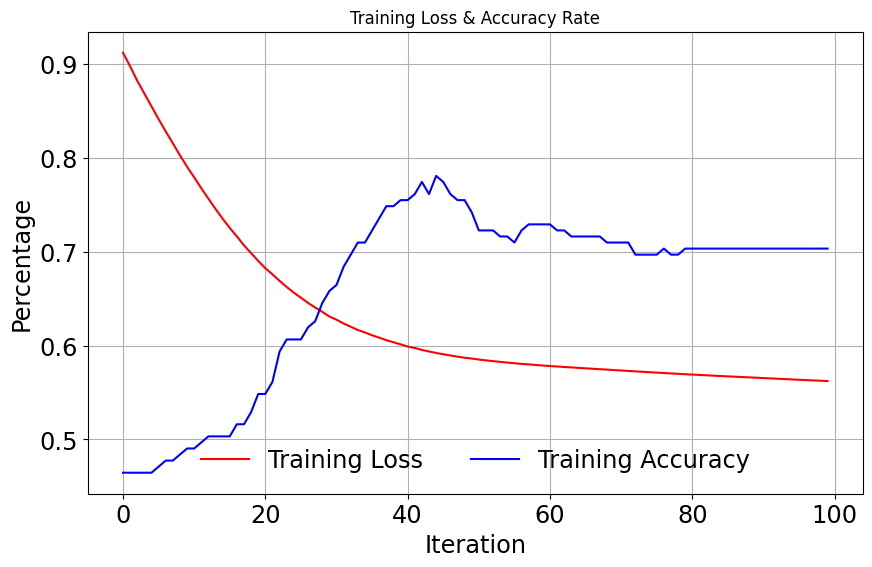 Training Loss & Accuracy Rate
Percentage
0.9
0.8
0.7
0.6
0.5
Training Loss Training Accuracy
0 20 40 60 80 100
Iteration